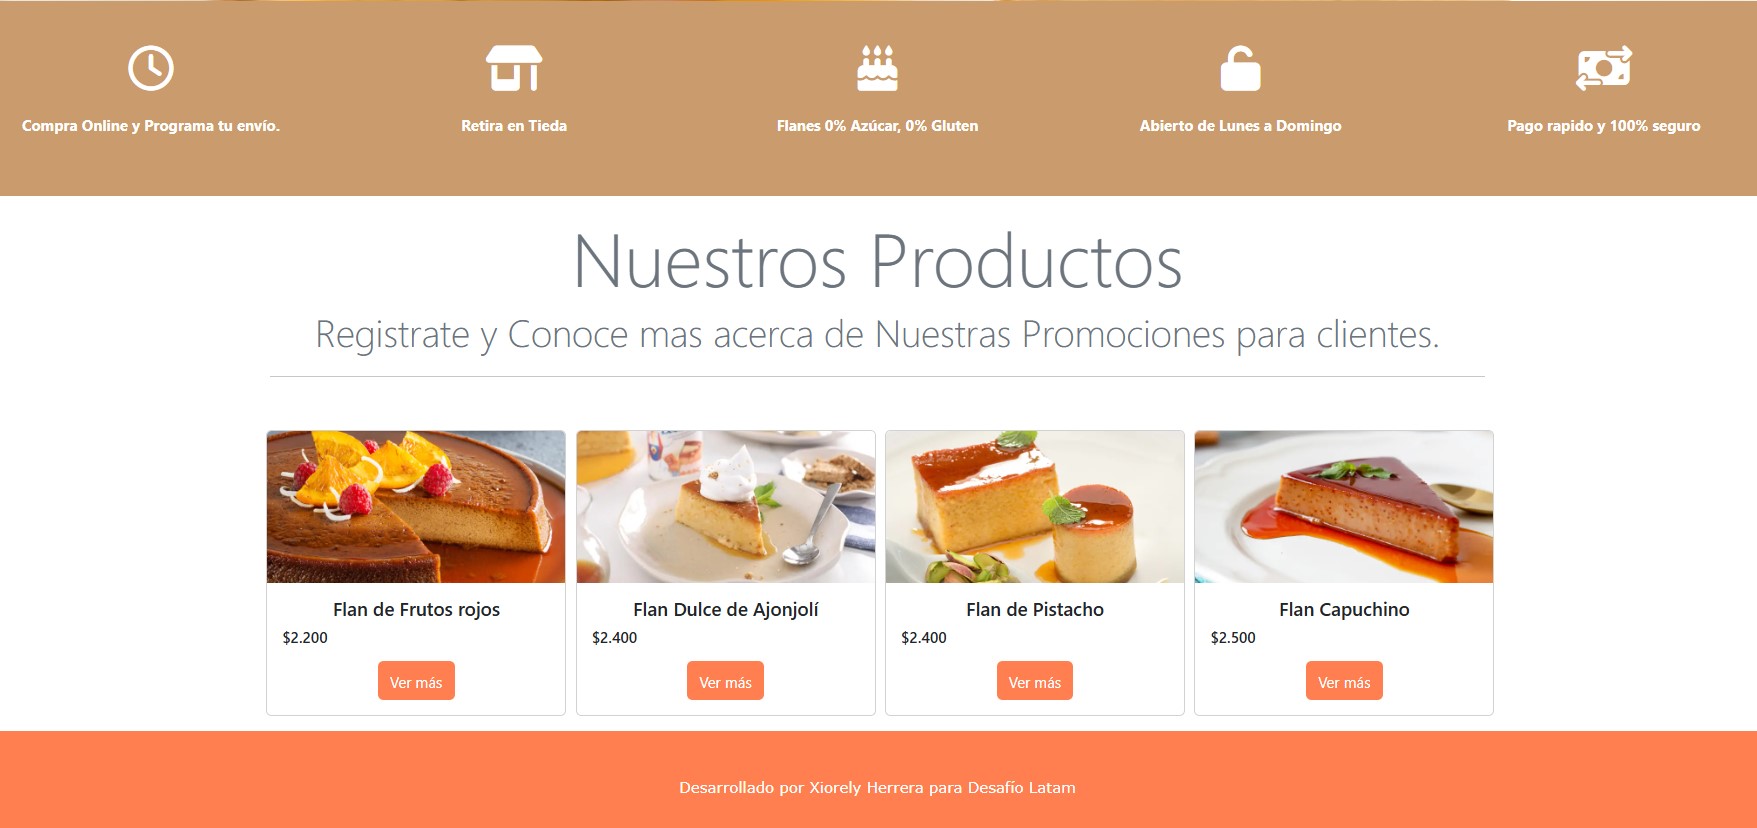 Compra Online y Programa tu envío.
Retira en Tieda
Flanes 0% Azúcar, 0% Gluten
Abierto de Lunes a Domingo
Pago rapido y 100% seguro
Nuestros Productos
Registrate y Conoce mas acerca de Nuestras Promociones para clientes.
Flan de Frutos rojos
$2.200
Ver más
Flan Dulce de Ajonjolí
$2.400
Ver más
Flan de Pistacho
$2.400
Ver más
Flan Capuchino
$2.500
Ver más
Desarrollado por Xiorely Herrera para Desafío Latam